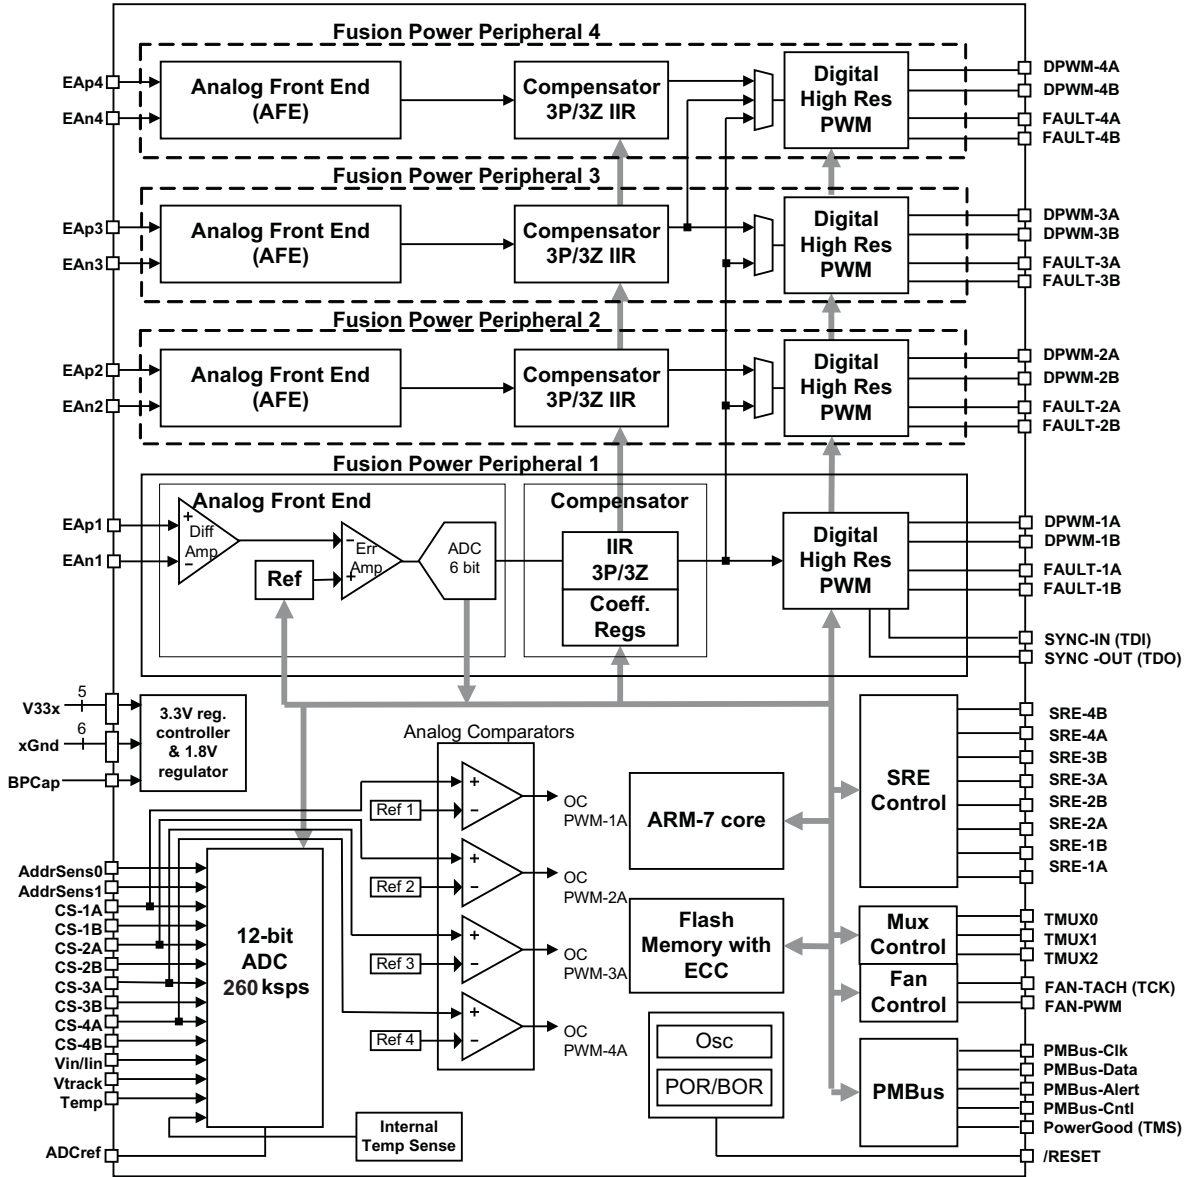 Fusion Power Peripheral 4
EAp4
EAn4
Analog Front End
(AFE)
Compensator
3P/3Z IIR
Digital
High Res
PWM
DPWM-4A
DPWM-4B
FAULT-4A
FAULT-4B
Fusion Power Peripheral 3
EAp3
EAn3
Analog Front End
(AFE)
Compensator
3P/3Z IIR
Digital
High Res
PWM
DPWM-3A
DPWM-3B
FAULT-3A
FAULT-3B
Fusion Power Peripheral 2
EAp2
EAn2
Analog Front End
(AFE)
Compensator
3P/3Z IIR
Digital
High Res
PWM
DPWM-2A
DPWM-2B
FAULT-2A
FAULT-2B
Fusion Power Peripheral 1
EAp1
EAn1
Analog Front End
+
Diff
Amp
−
Ref
−
Err
Amp
+
ADC
6 bit
Compensator
IIR
3P/3Z
Coeff.
Regs
Digital
High Res
PWM
DPWM-1A
DPWM-1B
FAULT-1A
FAULT-1B
SYNC-IN (TDI)
SYNC -OUT (TDO)
V33x
5
xGnd
6
BPCap
3.3V reg.
controller
& 1.8V
regulator
Analog Comparators
Ref 1
+
−
OC
PWM-1A
Ref 2
+
−
OC
PWM-2A
Ref 3
+
−
OC
PWM-3A
Ref 4
+
−
OC
PWM-4A
ARM-7 core
Flash
Memory with
ECC
Osc
POR/BOR
SRE
Control
SRE-4B
SRE-4A
SRE-3B
SRE-3A
SRE-2B
SRE-2A
SRE-1B
SRE-1A
Mux
Control
TMUX0
TMUX1
TMUX2
Fan
Control
FAN-TACH (TCK)
FAN-PWM
PMBus
PMBus-Clk
PMBus-Data
PMBus-Alert
PMBus-Cntl
PowerGood (TMS)
/RESET
AddrSens0
AddrSens1
CS-1A
CS-1B
CS-2A
CS-2B
CS-3A
CS-3B
CS-4A
CS-4B
Vin/Iin
Vtrack
Temp
ADCref
12-bit
ADC
260 ksps
Internal
Temp Sense